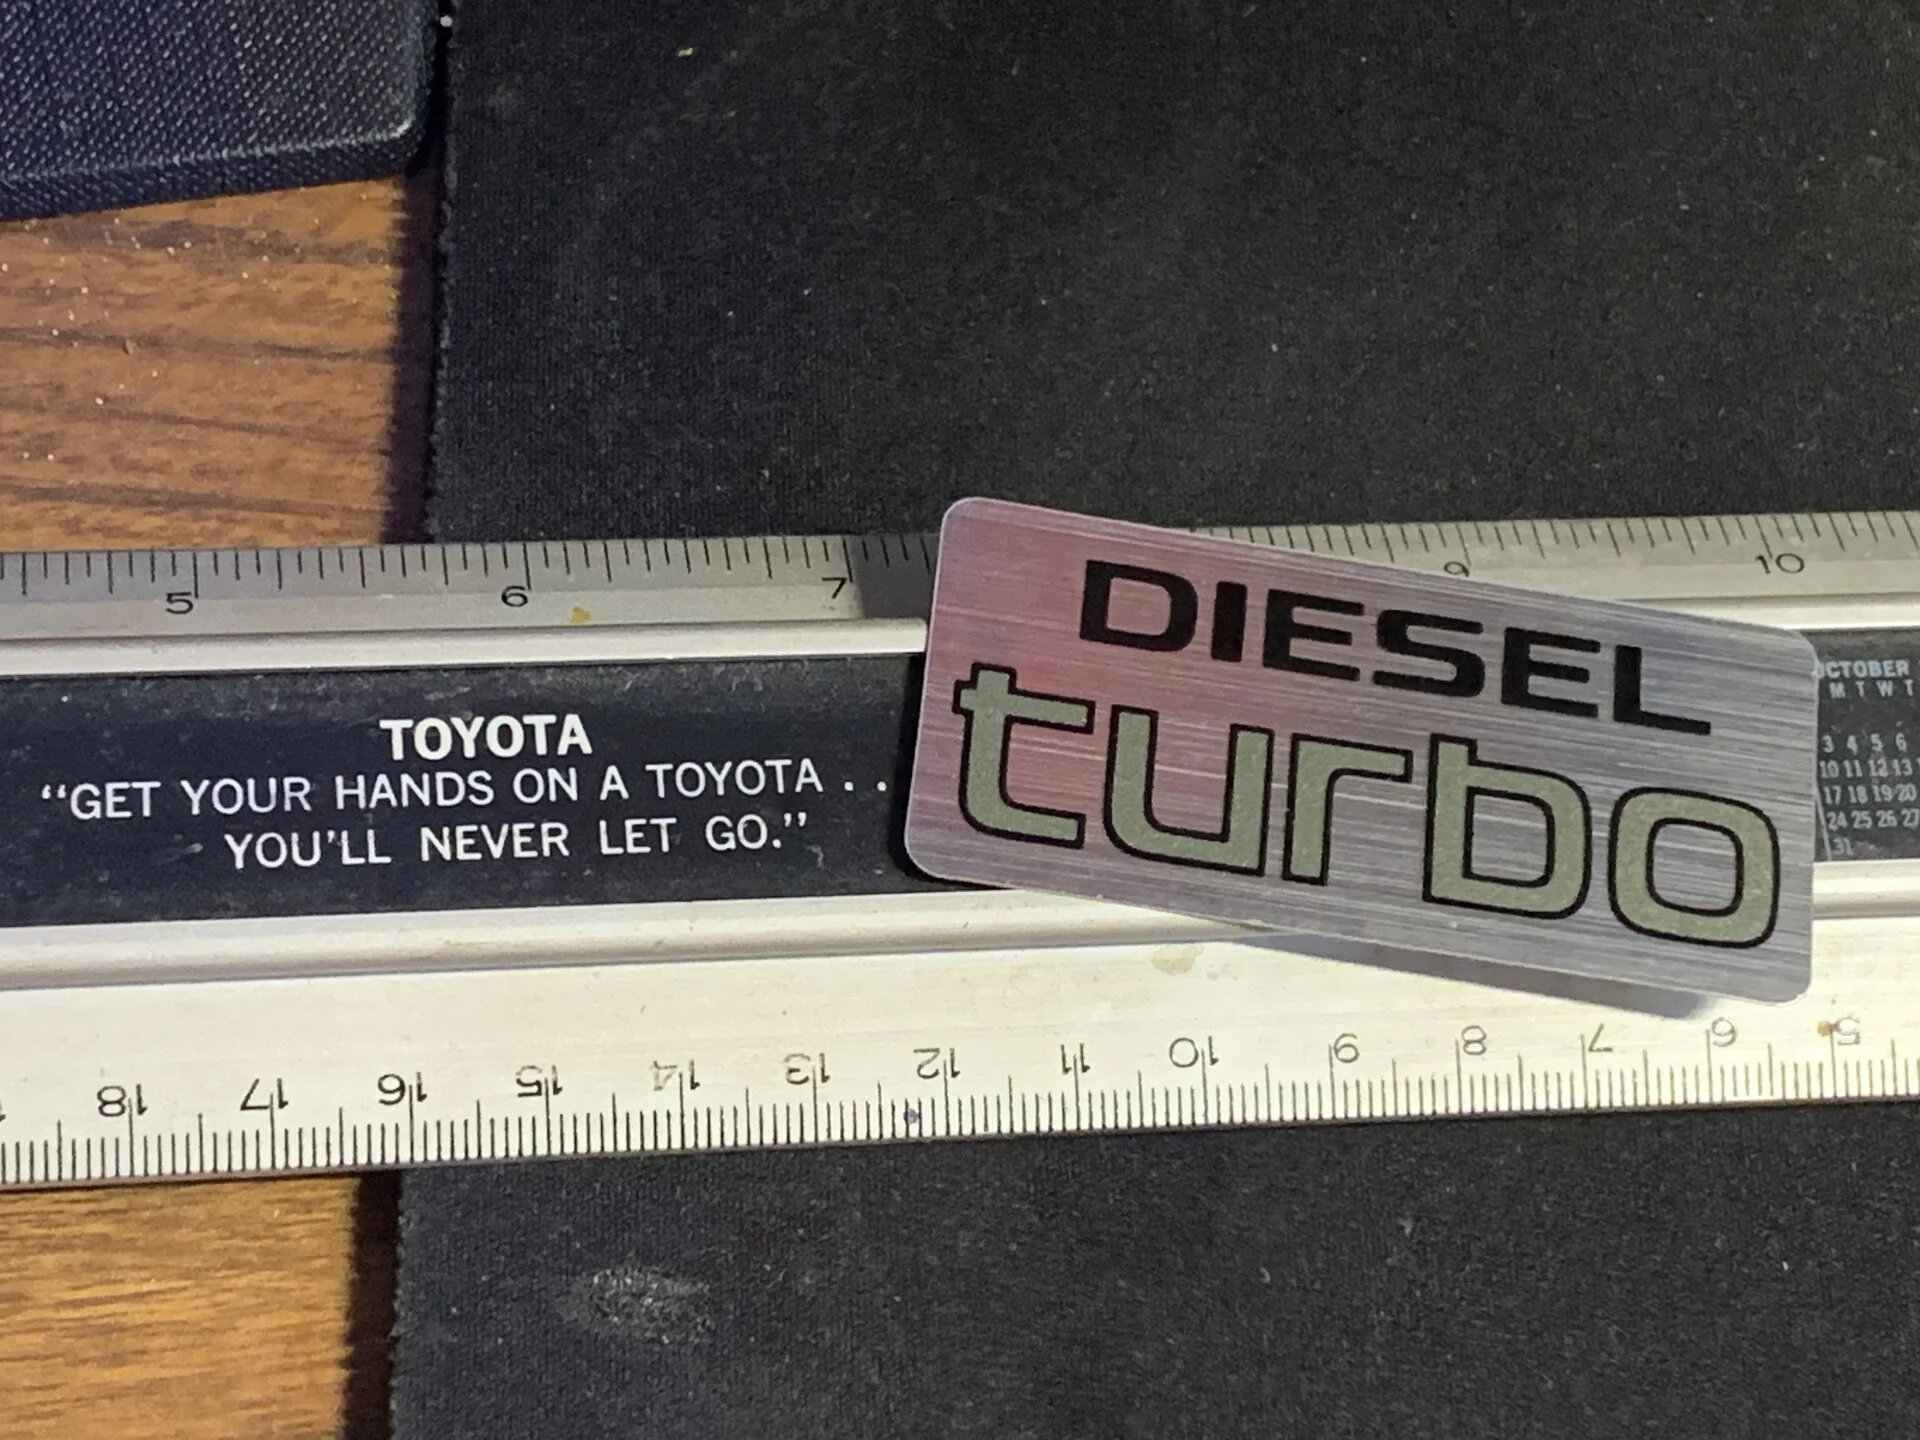 5 6 7 9 10
DIESEL
turbo
TOYOTA
“GET YOUR HANDS ON A TOYOTA . .
YOU’LL NEVER LET GO.”
OCTOBER
M T W T
3 4 5 6
10 11 12 13
17 18 19 20
24 25 26 27
31
18 17 16 15 14 13 12 11 10 9 8 7 6 5